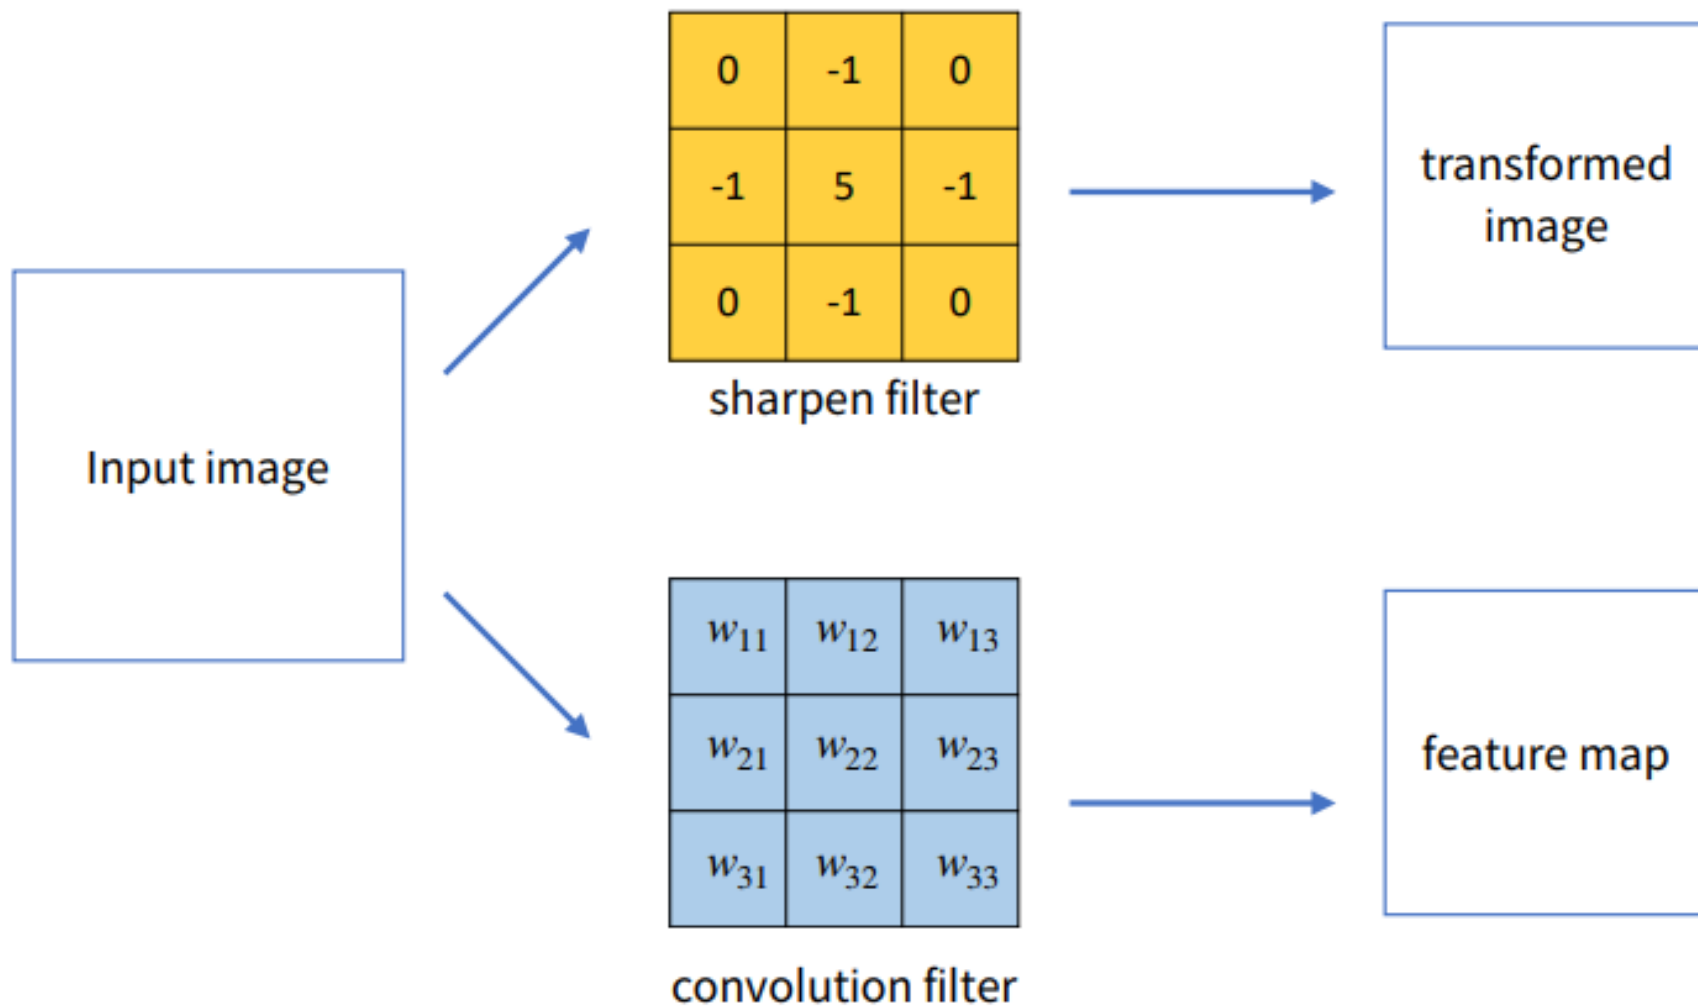 Input image
0 -1 0
-1 5 -1
0 -1 0
sharpen filter
transformed
image
w11 w12 w13
w21 w22 w23
w31 w32 w33
convolution filter
feature map